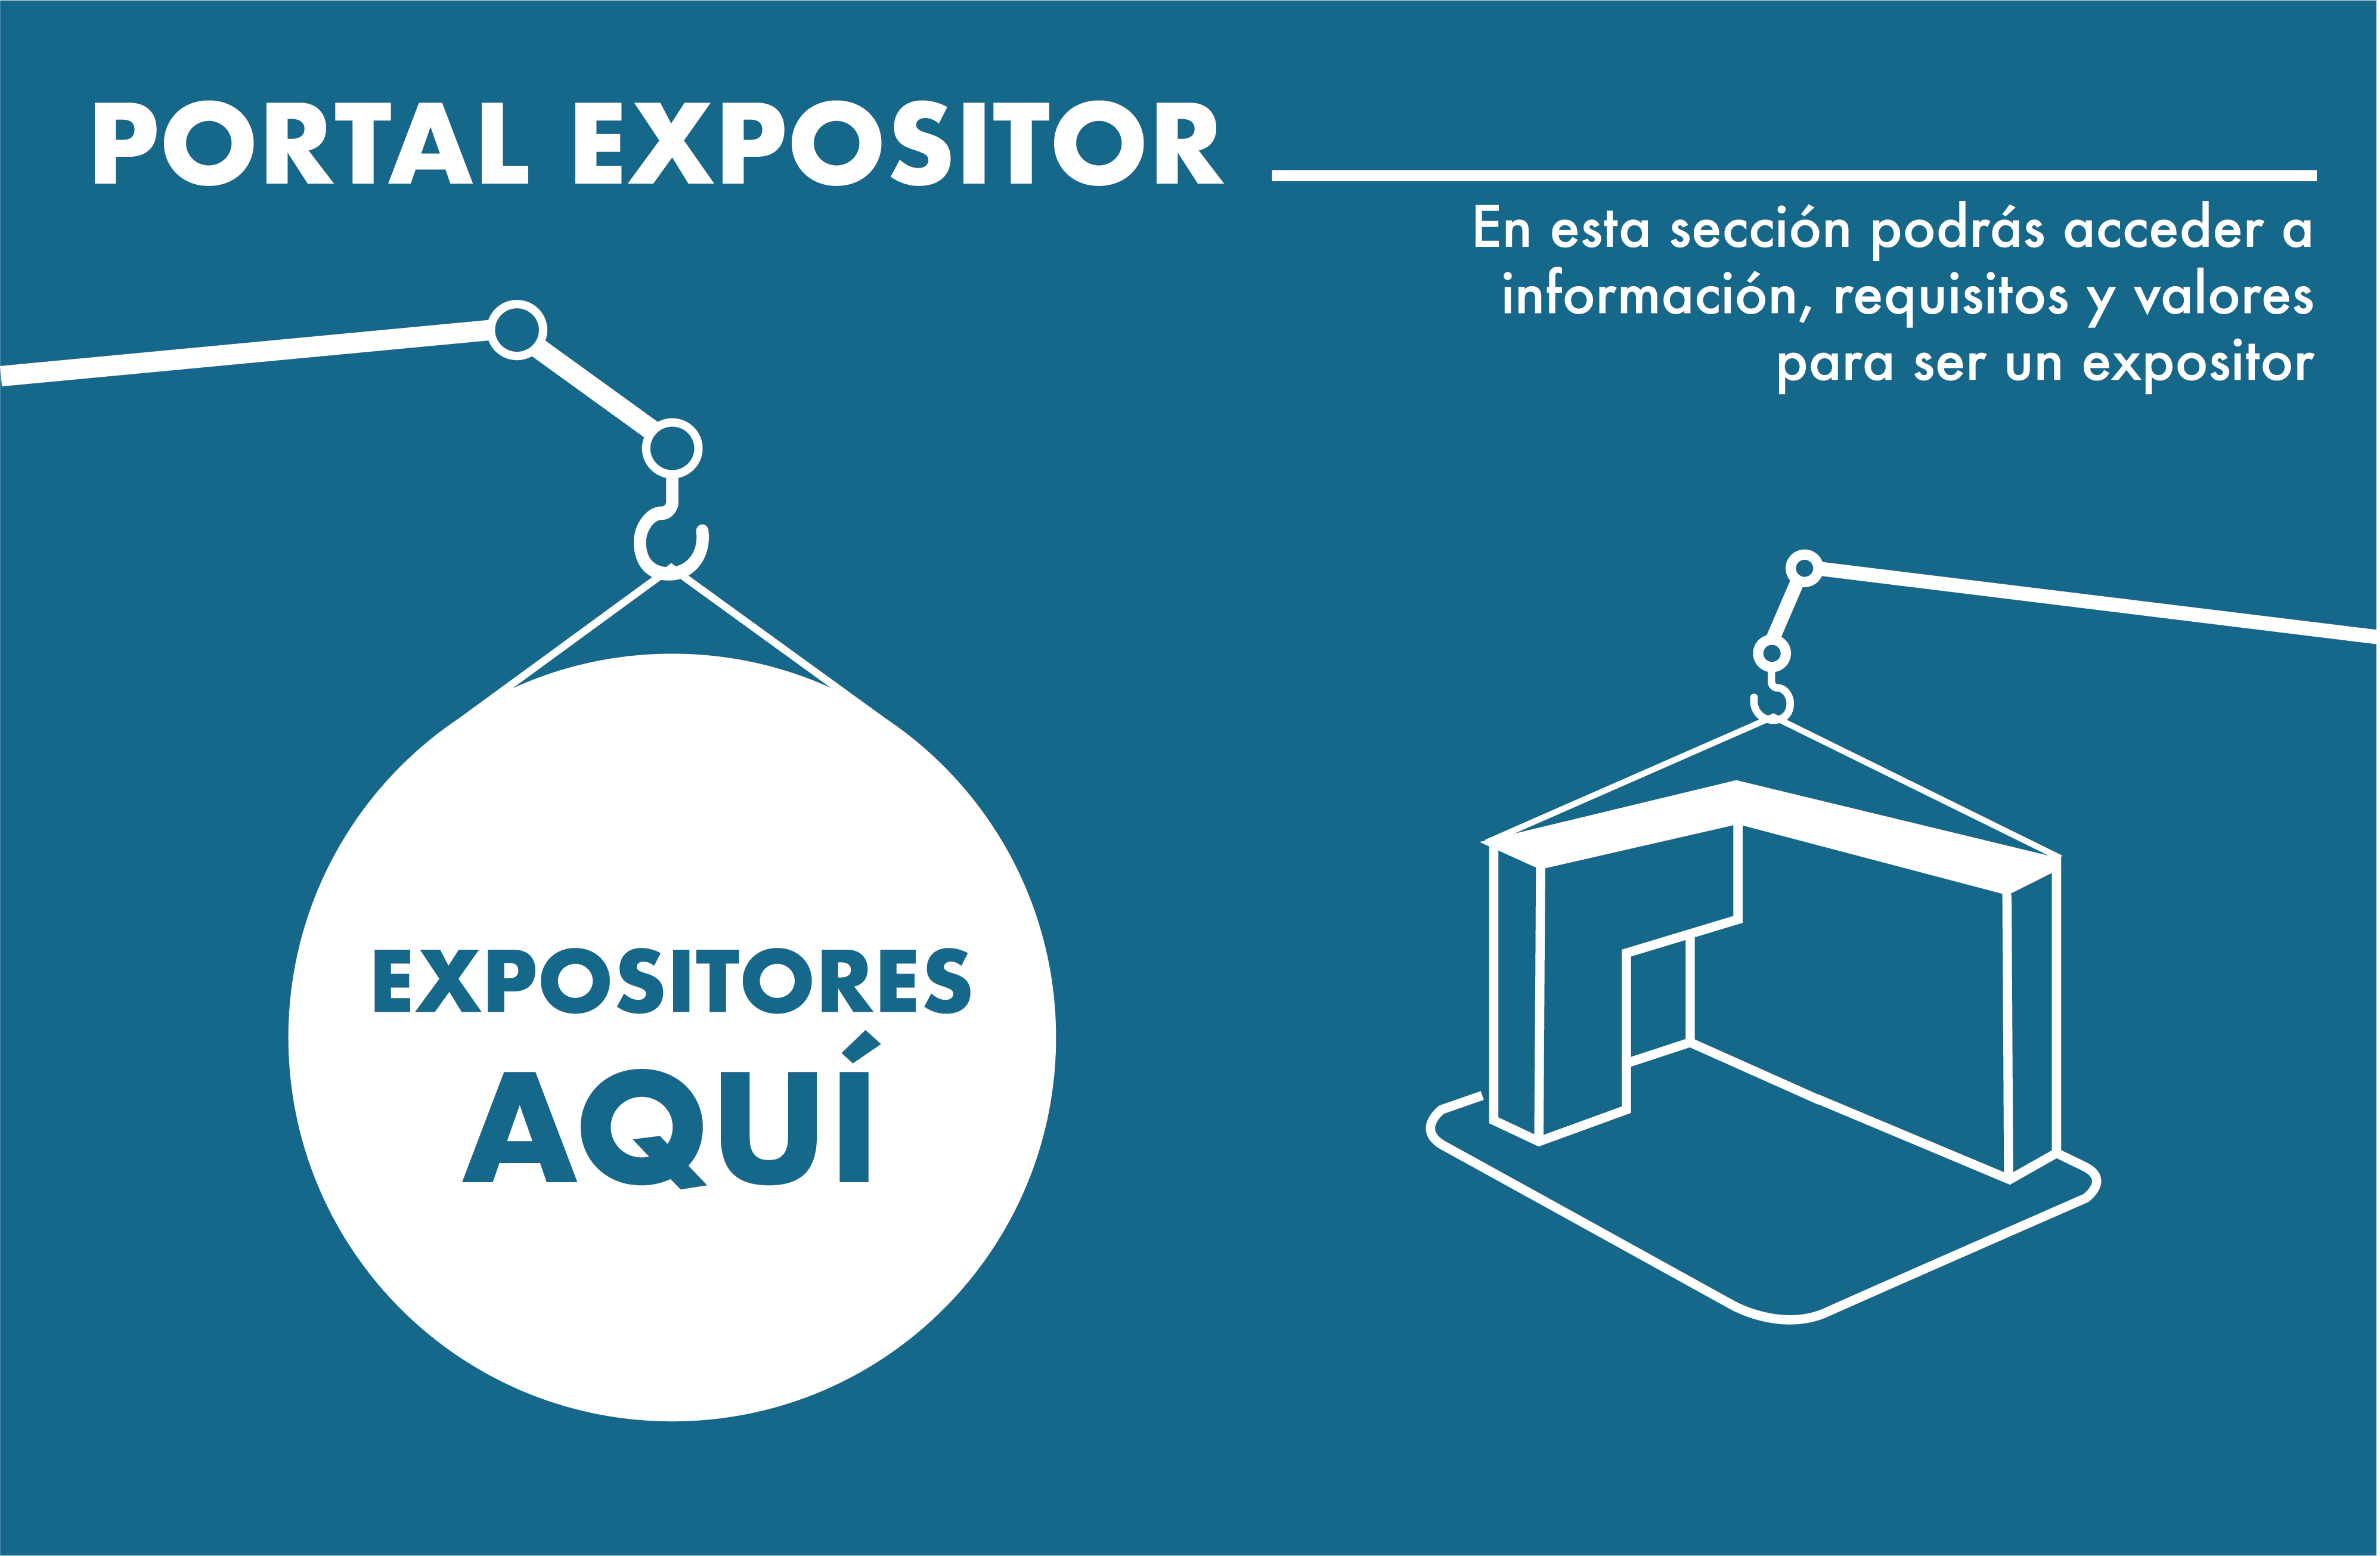 PORTAL EXPOSITOR
En esta sección podrás acceder a
información, requisitos y valores
para ser un expositor
EXPOSITORES
AQUÍ